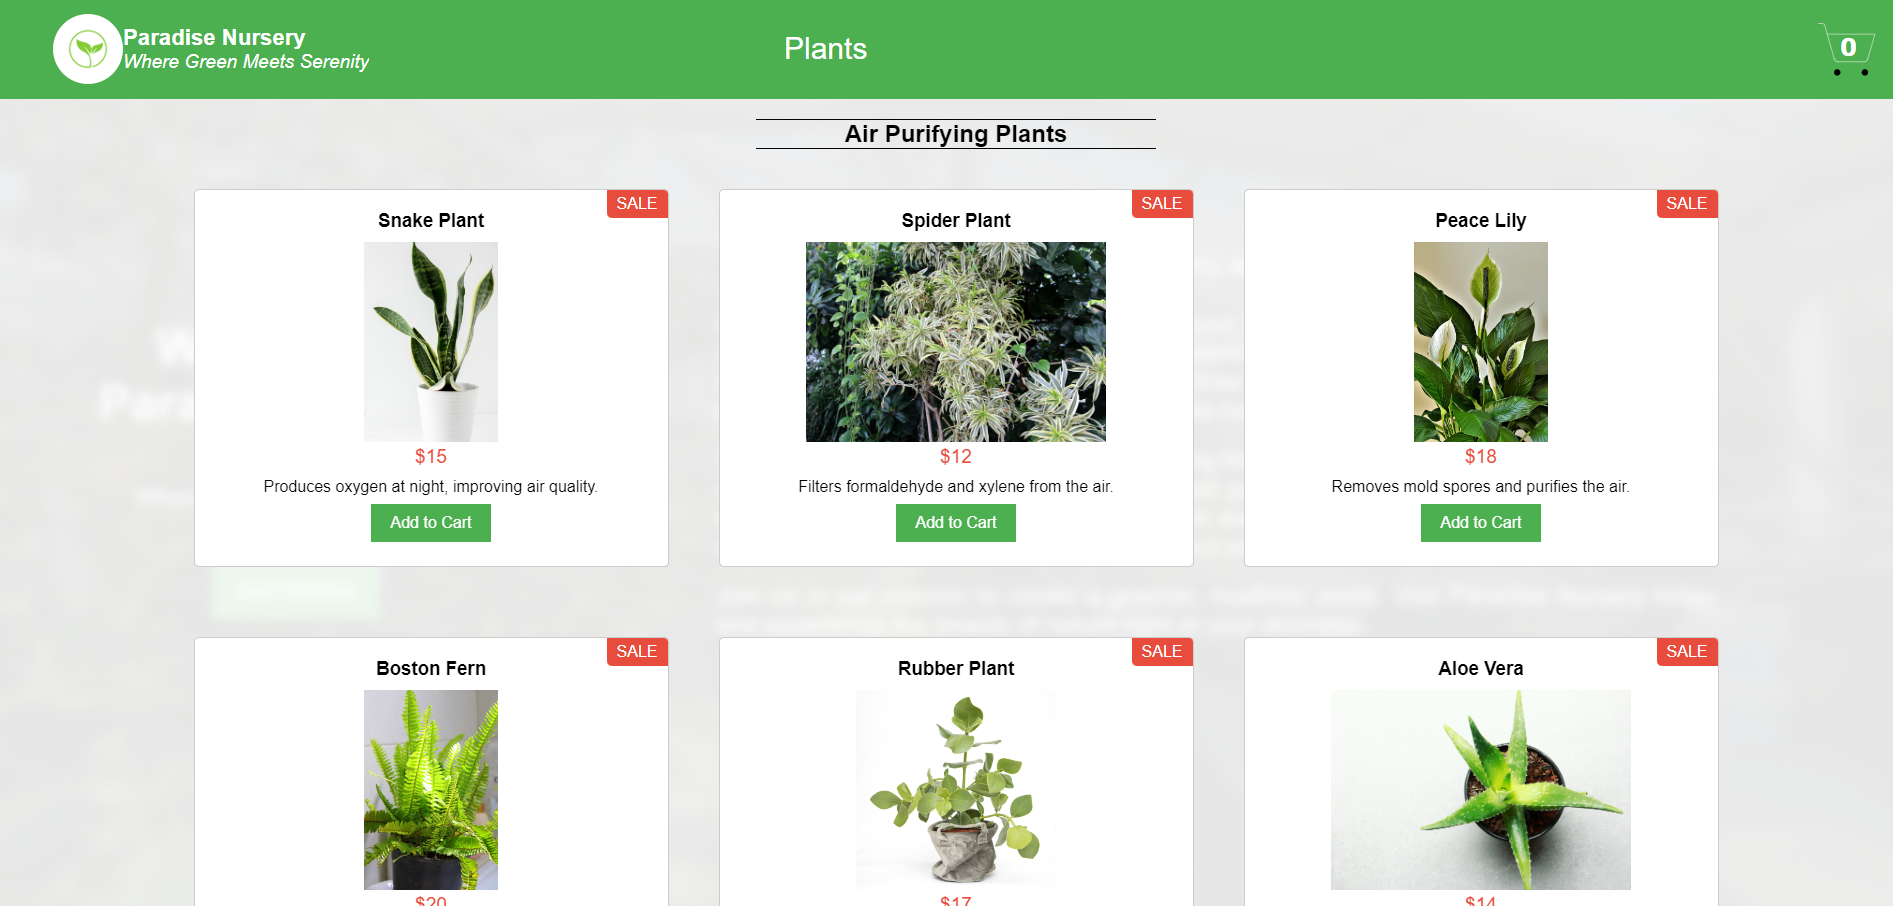 Paradise Nursery
Where Green Meets Serenity
Plants
0
Air Purifying Plants
SALE
Snake Plant
$15
Produces oxygen at night, improving air quality.
Add to Cart
SALE
Spider Plant
$12
Filters formaldehyde and xylene from the air.
Add to Cart
SALE
Peace Lily
$18
Removes mold spores and purifies the air.
Add to Cart
SALE
Boston Fern
$20
SALE
Rubber Plant
$17
SALE
Aloe Vera
$14